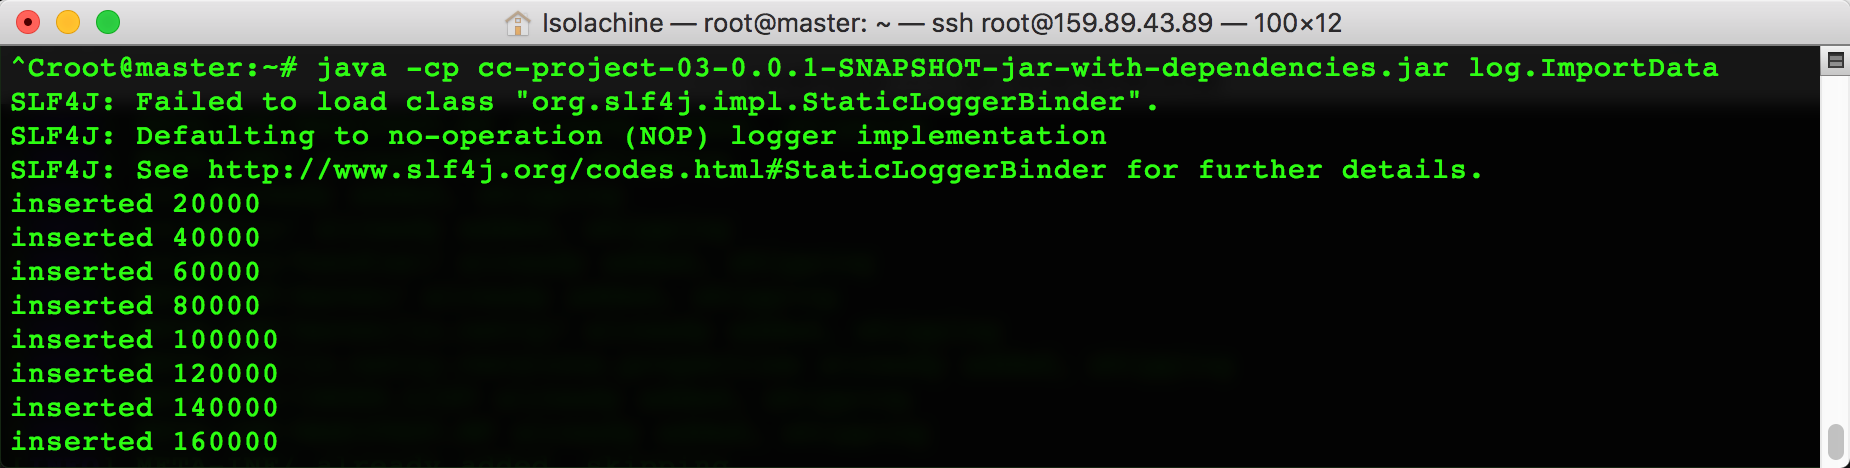 Isolachine — root@master: ~ — ssh root@159.89.43.89 — 100×12
^Croot@master:~# java -cp cc-project-03-0.0.1-SNAPSHOT-jar-with-dependencies.jar log.ImportData
SLF4J: Failed to load class "org.slf4j.impl.StaticLoggerBinder".
SLF4J: Defaulting to no-operation (NOP) logger implementation
SLF4J: See http://www.slf4j.org/codes.html#StaticLoggerBinder for further details.
inserted 20000
inserted 40000
inserted 60000
inserted 80000
inserted 100000
inserted 120000
inserted 140000
inserted 160000